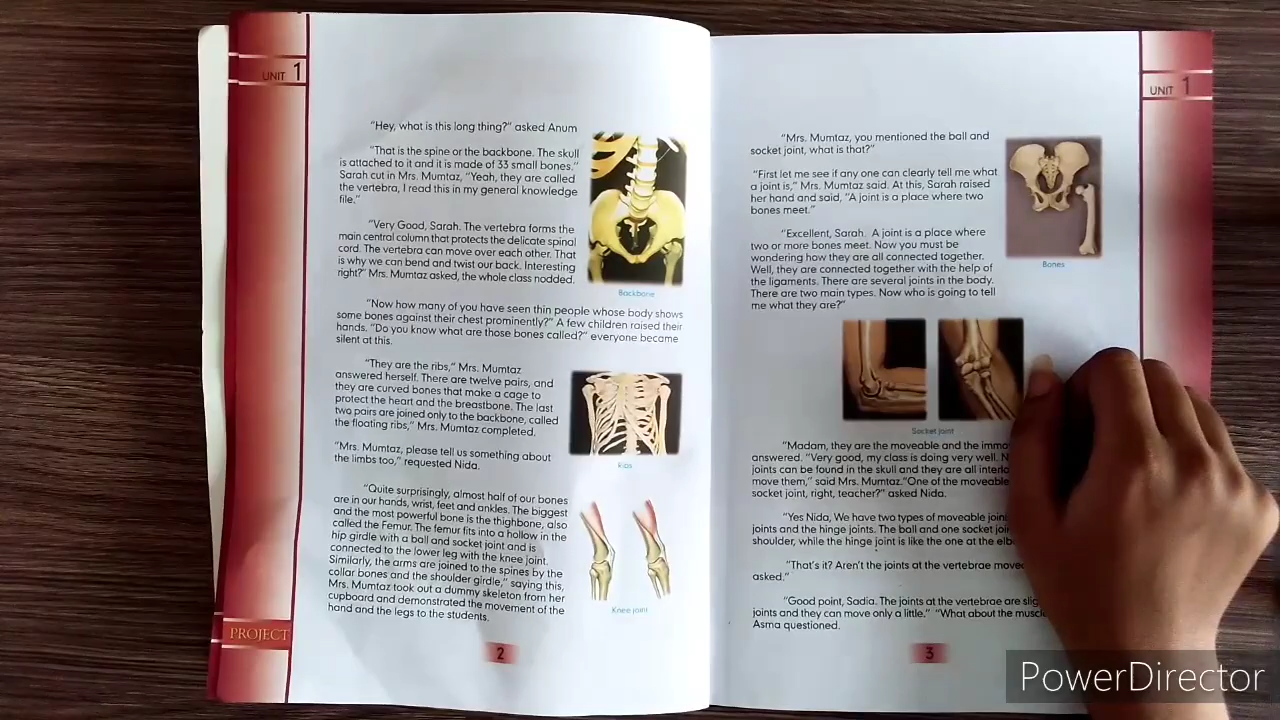 UNIT 1
"Hey, what is this long thing?" asked Anum
"That is the spine or the backbone. The skull
is attached to it and it is made of 33 small bones."
Sarah cut in Mrs. Mumtaz, "Yeah, they are called
the vertebra, I read this in my general knowledge
file."
"Very Good, Sarah. The vertebra forms the
main central column that protects the delicate spinal
cord. The vertebra can move over each other. That
is why we can bend and twist our back. Interesting
right?" Mrs. Mumtaz asked, the whole class nodded.
Backbone
"Now how many of you have seen thin people whose body shows
some bones against their chest prominently?" A few children raised their
hands. "Do you know what are those bones called?" everyone became
silent at this.
"They are the ribs," Mrs. Mumtaz
answered herself. There are twelve pairs, and
they are curved bones that make a cage to
protect the heart and the breastbone. The last
two pairs are joined only to the backbone, called
the floating ribs," Mrs. Mumtaz completed.
Ribs
"Mrs. Mumtaz, please tell us something about
the limbs too," requested Nida.
"Quite surprisingly, almost half of our bones
are in our hands, wrist, feet and ankles. The biggest
and the most powerful bone is the thighbone, also
called the Femur. The femur fits into a hollow in the
hip girdle with a ball and socket joint and is
connected to the lower leg with the knee joint.
Similarly, the arms are joined to the spines by the
collar bones and the shoulder girdle," saying this,
Mrs. Mumtaz took out a dummy skeleton from her
cupboard and demonstrated the movement of the
hand and the legs to the students.
Knee joint
PROJECT
2
UNIT 1
"Mrs. Mumtaz, you mentioned the ball and
socket joint, what is that?"
"First let me see if any one can clearly tell me what
a joint is," Mrs. Mumtaz said. At this, Sarah raised
her hand and said, "A joint is a place where two
bones meet."
"Excellent, Sarah. A joint is a place where
two or more bones meet. Now you must be
wondering how they are all connected together.
Well, they are connected together with the help of
the ligaments. There are several joints in the body.
There are two main types. Now who is going to tell
me what they are?"
Bones
Socket joint
"Madam, they are the moveable and the
answered. "Very good, my class is doing very well.
joints can be found in the skull and they are all
move them," said Mrs. Mumtaz."One of the moveable
socket joint, right, teacher?" asked Nida.
"Yes Nida, We have two types of moveable
joints and the hinge joints. The ball and one socket
shoulder, while the hinge joint is like the one at the
"That's it? Aren't the joints at the vertebrae
asked."
"Good point, Sadia. The joints at the vertebrae are
joints and they can move only a little." "What about the
Asma questioned.
3
PowerDirector